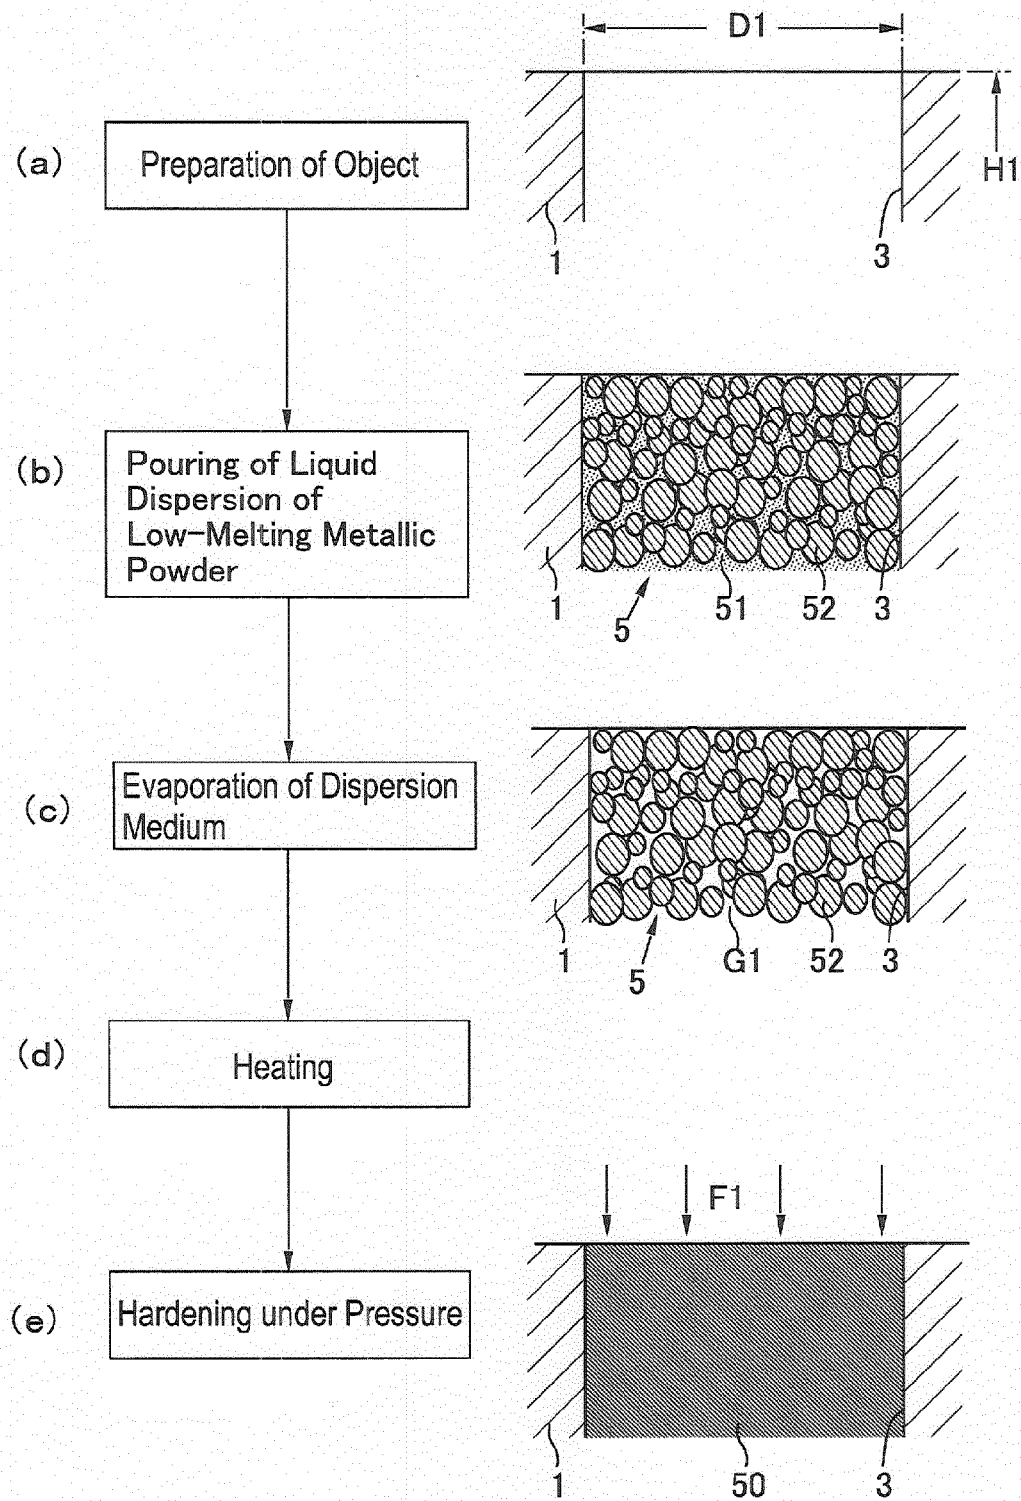 D1
(a)
Preparation of Object
H1
1
3
(b)
Pouring of Liquid
Dispersion of
Low-Melting Metallic
Powder
1
5
51
52
3
(c)
Evaporation of Dispersion
Medium
1
5
G1
52
3
(d)
Heating
F1
(e)
Hardening under Pressure
1
50
3